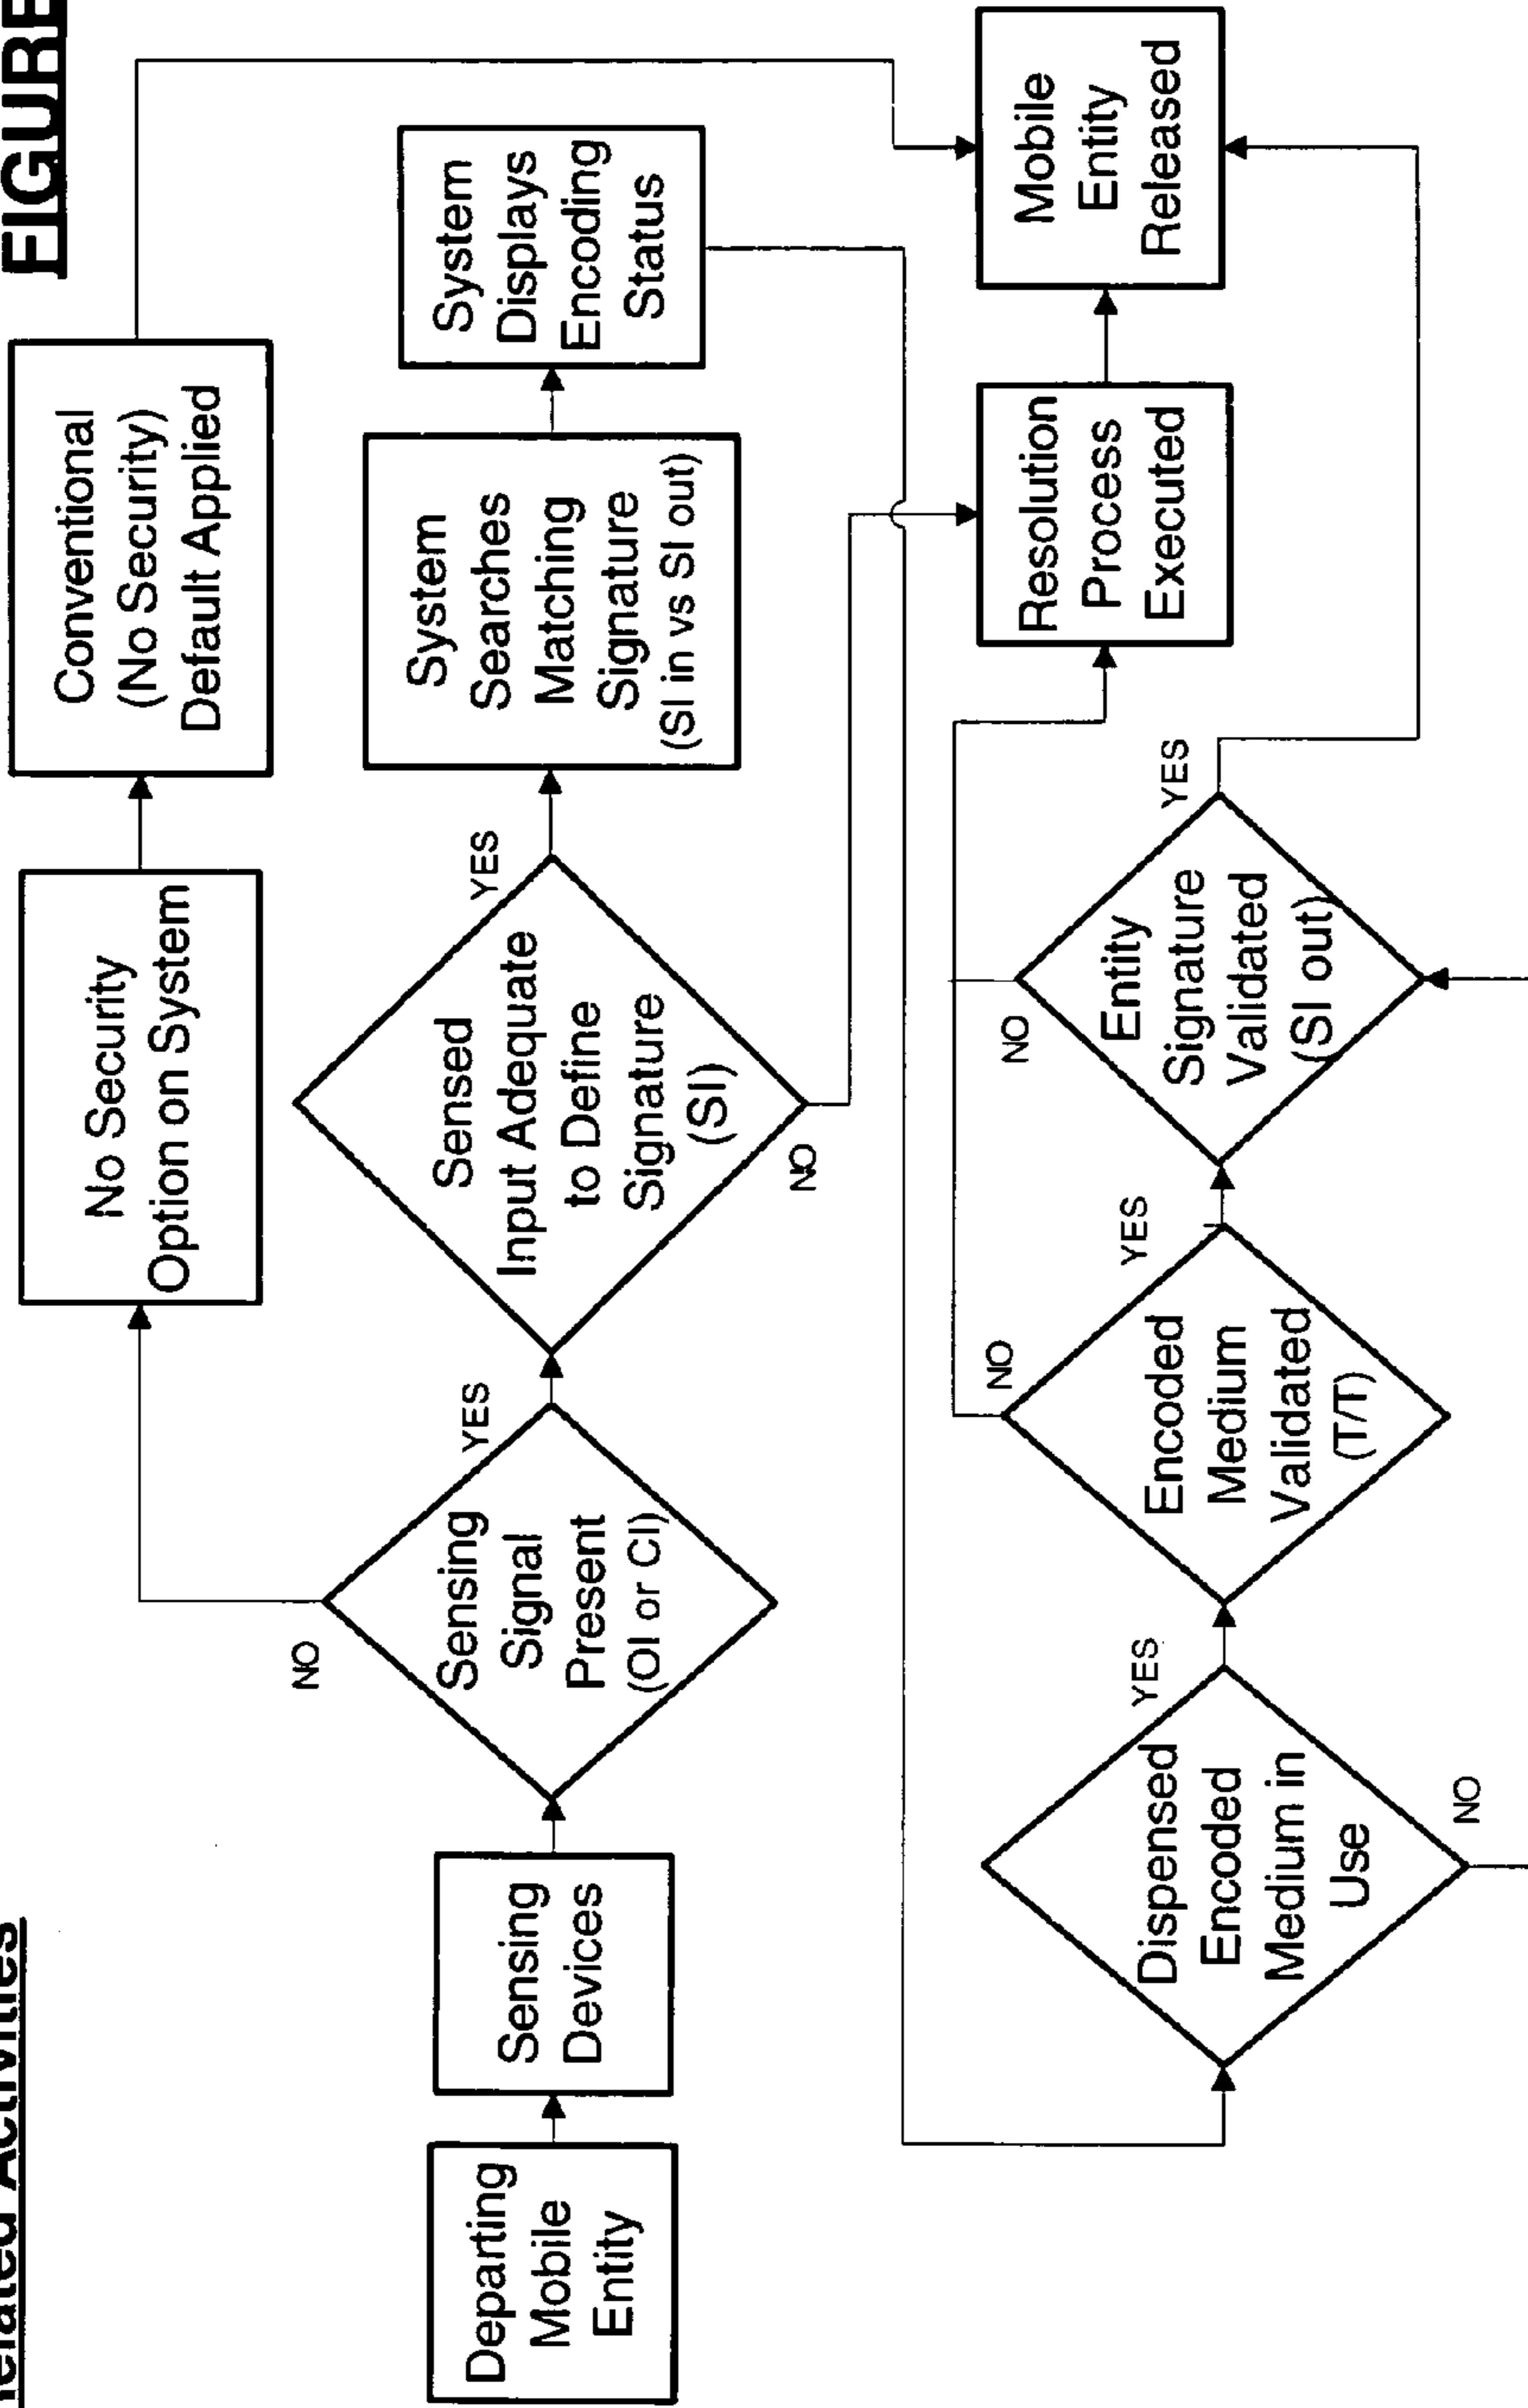 FIGURE
Related Activities
No Security
Option on System
Conventional
(No Security)
Default Applied
Departing
Mobile
Entity
Sensing
Devices
NO
Sensing
Signal
Present
(OI or CI)
YES
Sensed
Input Adequate
to Define
Signature
(SI)
YES
NO
System
Searches
Matching
Signature
(SI in vs SI out)
System
Displays
Encoding
Status
Dispensed
Encoded
Medium in
Use
YES
NO
Encoded
Medium
Validated
(T/T)
NO
YES
Entity
Signature
Validated
(SI out)
NO
YES
Resolution
Process
Executed
Mobile
Entity
Released